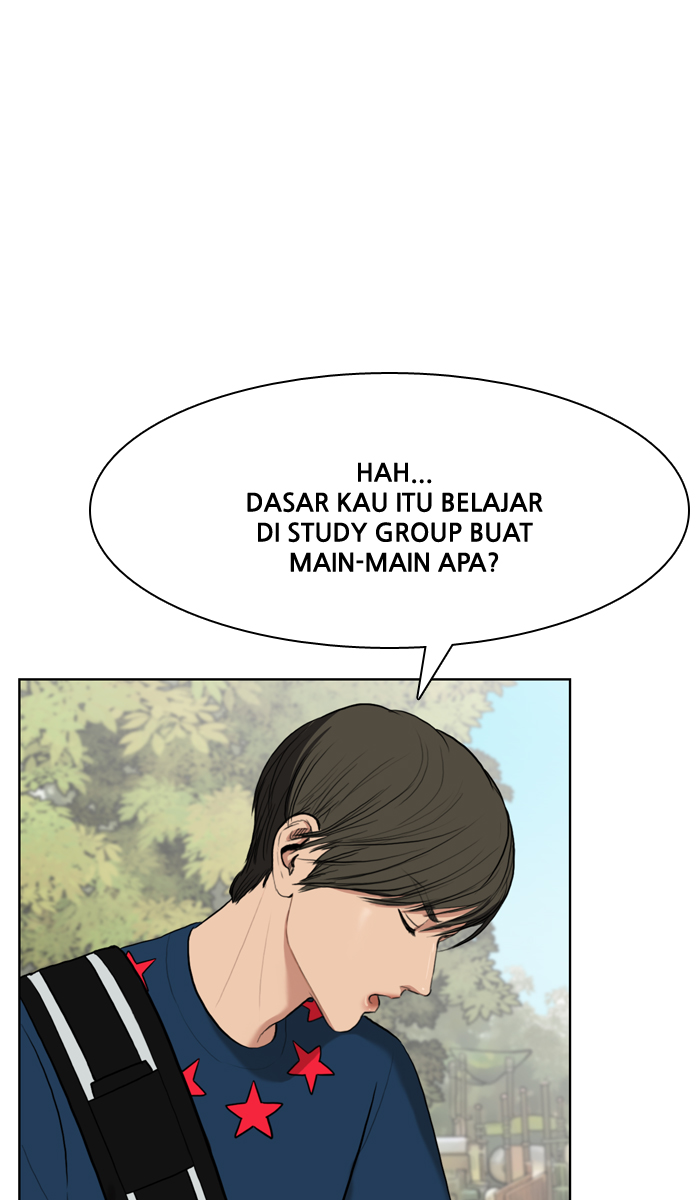 HAH...
DASAR KAU ITU BELAJAR
DI STUDY GROUP BUAT
MAIN-MAIN APA?